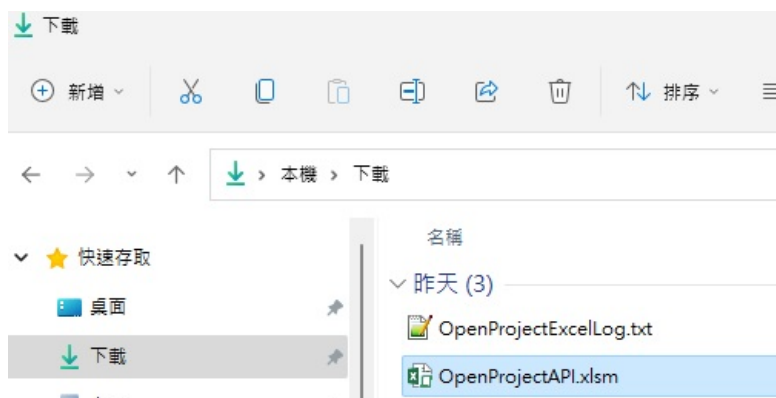 下載
新增 排序
本機 > 下載
名稱
快速存取
昨天 (3)
桌面
OpenProjectExcelLog.txt
下載
OpenProjectAPI.xlsm